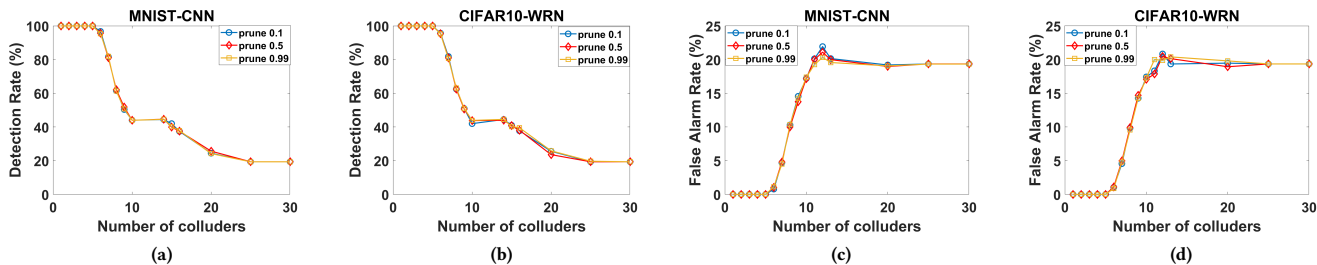 MNIST-CNN
Detection Rate (%)
100
80
60
40
20
0
prune 0.1
prune 0.5
prune 0.99
0 10 20 30
Number of colluders
(a)
CIFAR10-WRN
Detection Rate (%)
100
80
60
40
20
0
prune 0.1
prune 0.5
prune 0.99
0 10 20 30
Number of colluders
(b)
MNIST-CNN
False Alarm Rate (%)
25
20
15
10
5
0
prune 0.1
prune 0.5
prune 0.99
0 10 20 30
Number of colluders
(c)
CIFAR10-WRN
False Alarm Rate (%)
25
20
15
10
5
0
prune 0.1
prune 0.5
prune 0.99
0 10 20 30
Number of colluders
(d)